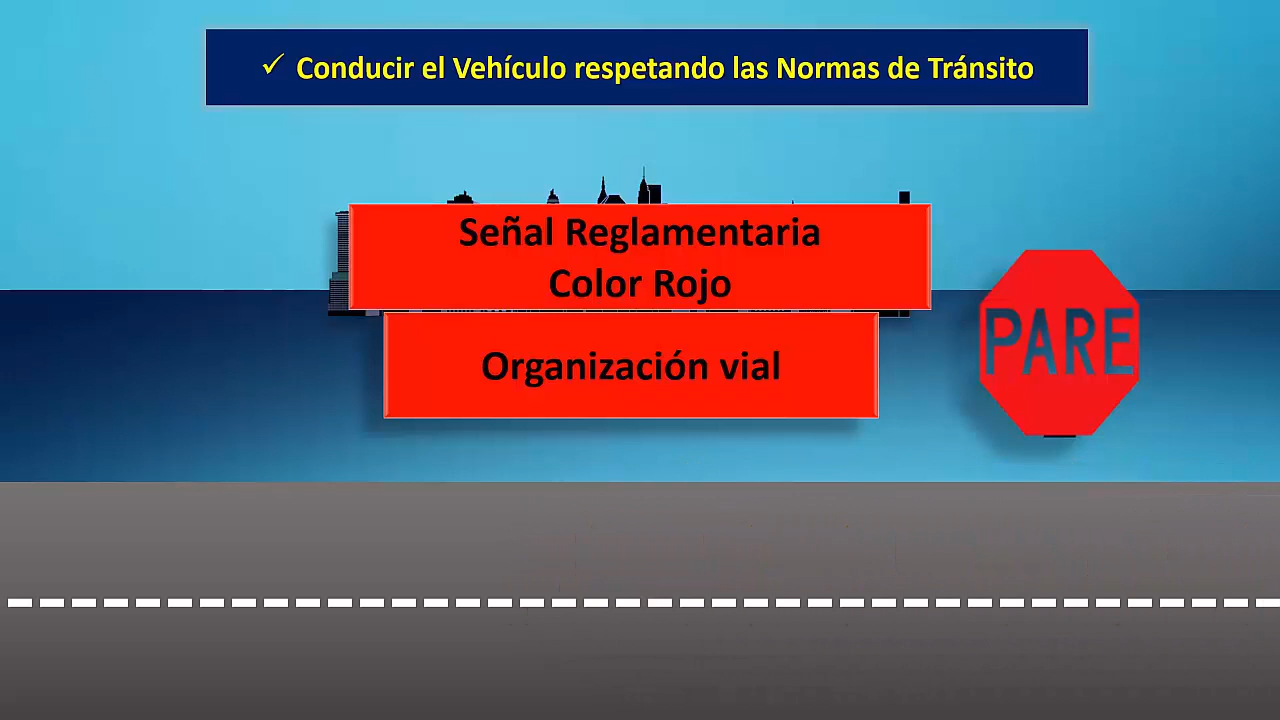 ✓ Conducir el Vehículo respetando las Normas de Tránsito
Señal Reglamentaria
Color Rojo
Organización vial
PARE